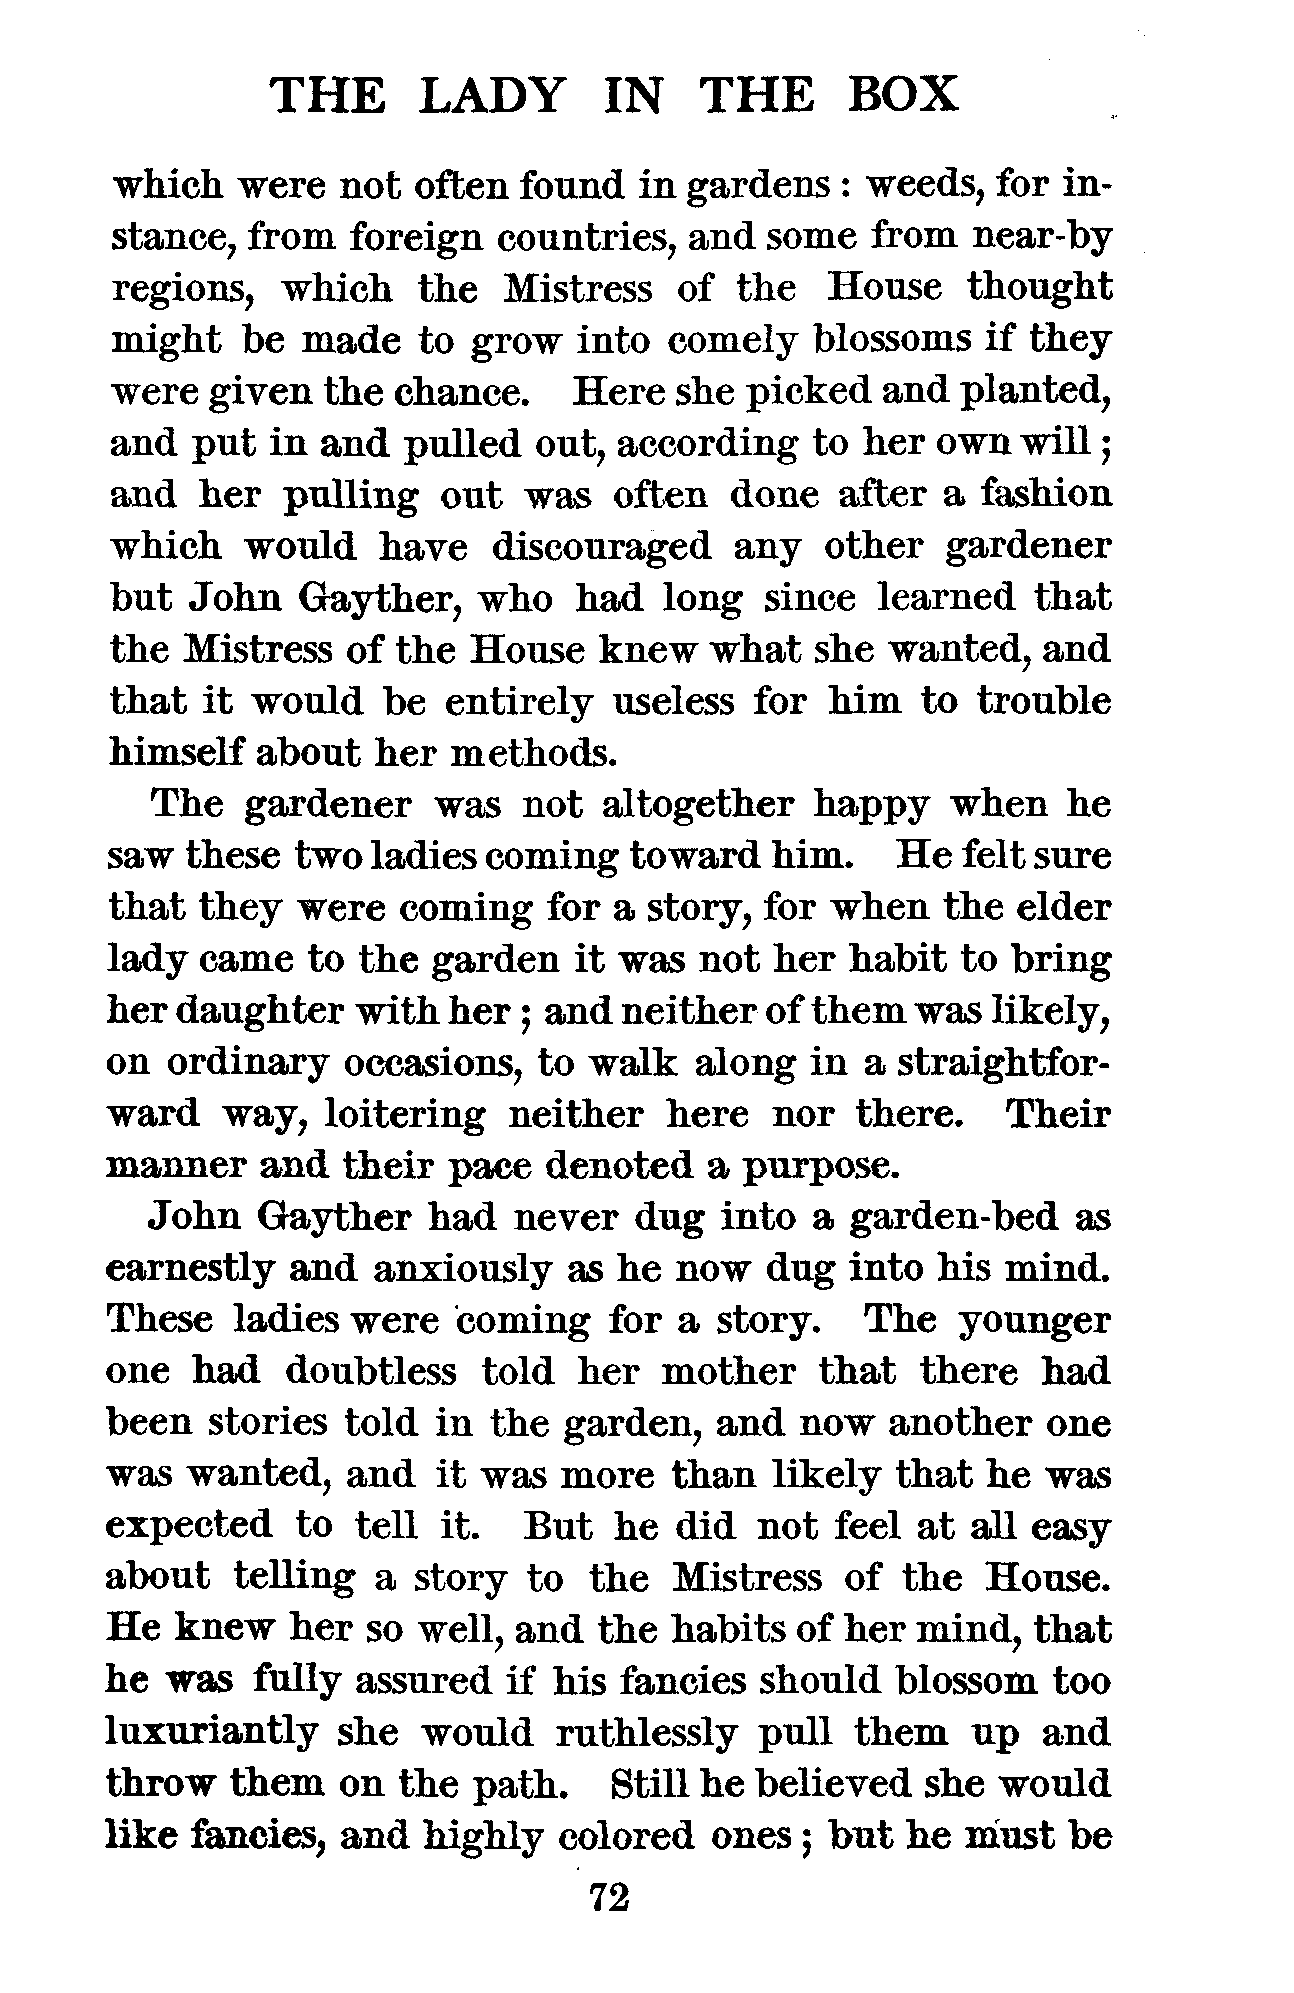 THE LADY IN THE BOX
which were not often found in gardens : weeds, for in-
stance, from foreign countries, and some from near-by
regions, which the Mistress of the House thought
might be made to grow into comely blossoms if they
were given the chance. Here she picked and planted,
and put in and pulled out, according to her own will ;
and her pulling out was often done after a fashion
which would have discouraged any other gardener
but John Gayther, who had long since learned that
the Mistress of the House knew what she wanted, and
that it would be entirely useless for him to trouble
himself about her methods.
The gardener was not altogether happy when he
saw these two ladies coming toward him. He felt sure
that they were coming for a story, for when the elder
lady came to the garden it was not her habit to bring
her daughter with her ; and neither of them was likely,
on ordinary occasions, to walk along in a straightfor-
ward way, loitering neither here nor there. Their
manner and their pace denoted a purpose.
John Gayther had never dug into a garden-bed as
earnestly and anxiously as he now dug into his mind.
These ladies were coming for a story. The younger
one had doubtless told her mother that there had
been stories told in the garden, and now another one
was wanted, and it was more than likely that he was
expected to tell it. But he did not feel at all easy
about telling a story to the Mistress of the House.
He knew her so well, and the habits of her mind, that
he was fully assured if his fancies should blossom too
luxuriantly she would ruthlessly pull them up and
throw them on the path. Still he believed she would
like fancies, and highly colored ones ; but he must be
72